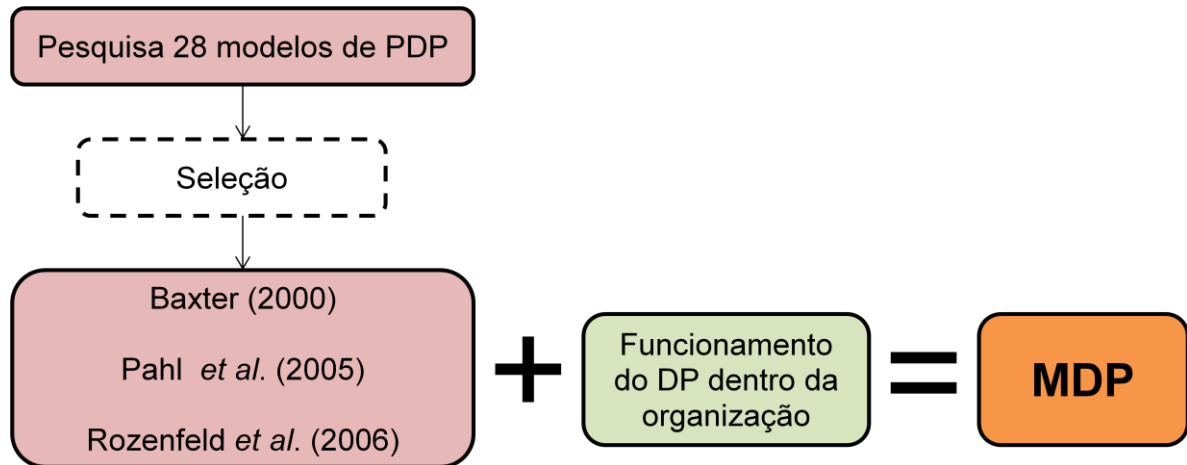 Pesquisa 28 modelos de PDP
Seleção
Baxter (2000)
Pahl et al. (2005)
Rozenfeld et al. (2006)
+
Funcionamento
do DP dentro da
organização
=
MDP